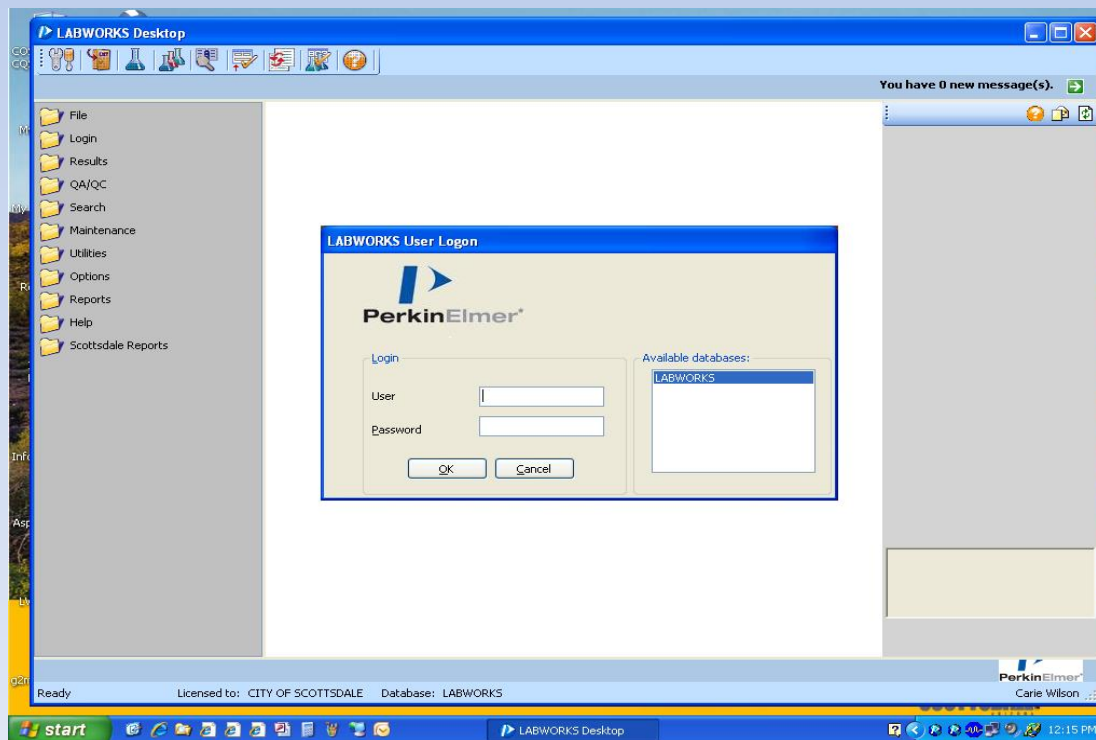 LABWORKS Desktop
You have 0 new message(s).
File
Login
Results
QA/QC
Search
Maintenance
Utilities
Options
Reports
Help
Scottsdale Reports
LABWORKS User Logon
PerkinElmer
Login
User
Password
OK
Cancel
Available databases:
LABWORKS
PerkinElmer
Ready
Licensed to: CITY OF SCOTTSDALE
Database: LABWORKS
Carie Wilson
start
LABWORKS Desktop
12:15 PM